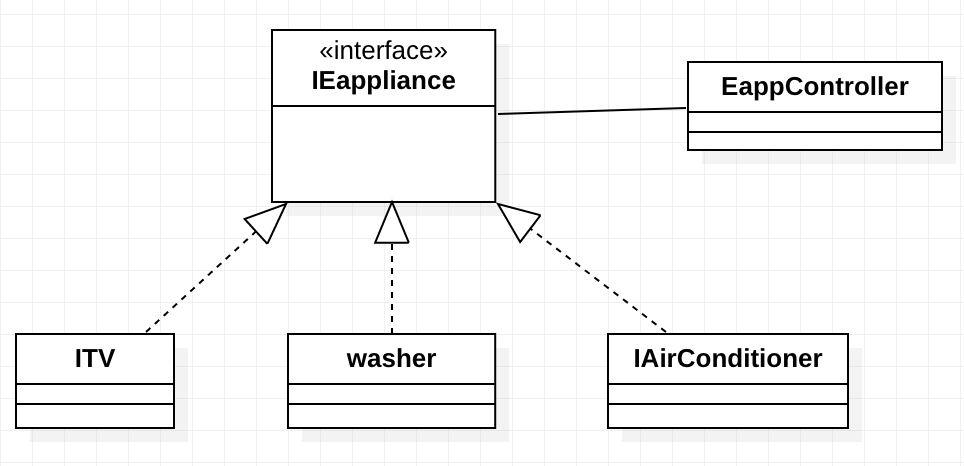 «interface»
IEappliance
EappController
ITV
washer
IAirConditioner